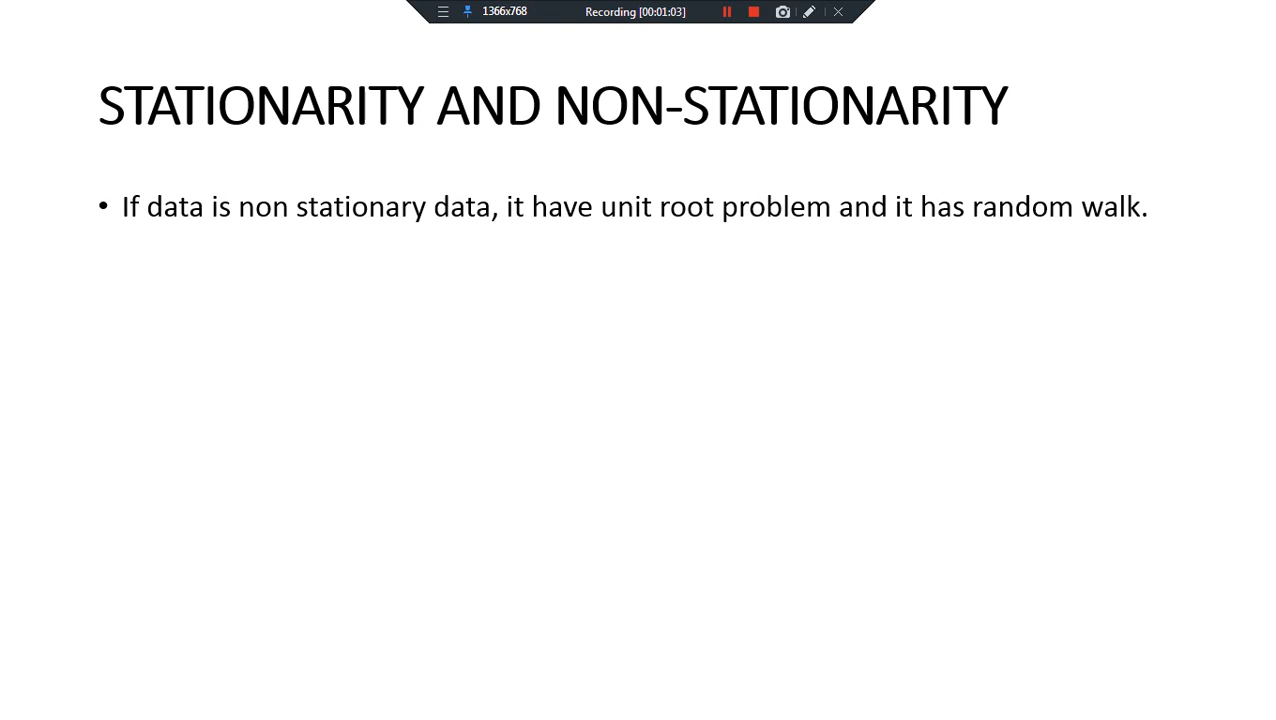 1366x768 Recording [00:01:03]
STATIONARITY AND NON-STATIONARITY
• If data is non stationary data, it have unit root problem and it has random walk.